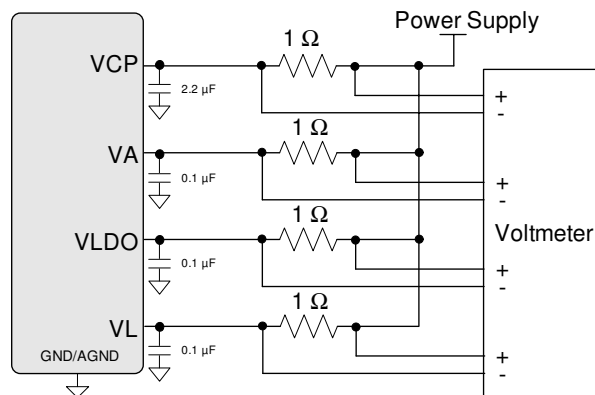 Power Supply
1 Ω
VCP
2.2 µF
+
-
1 Ω
VA
0.1 µF
+
-
1 Ω
VLDO
0.1 µF
Voltmeter
+
-
1 Ω
VL
0.1 µF
GND/AGND
+
-